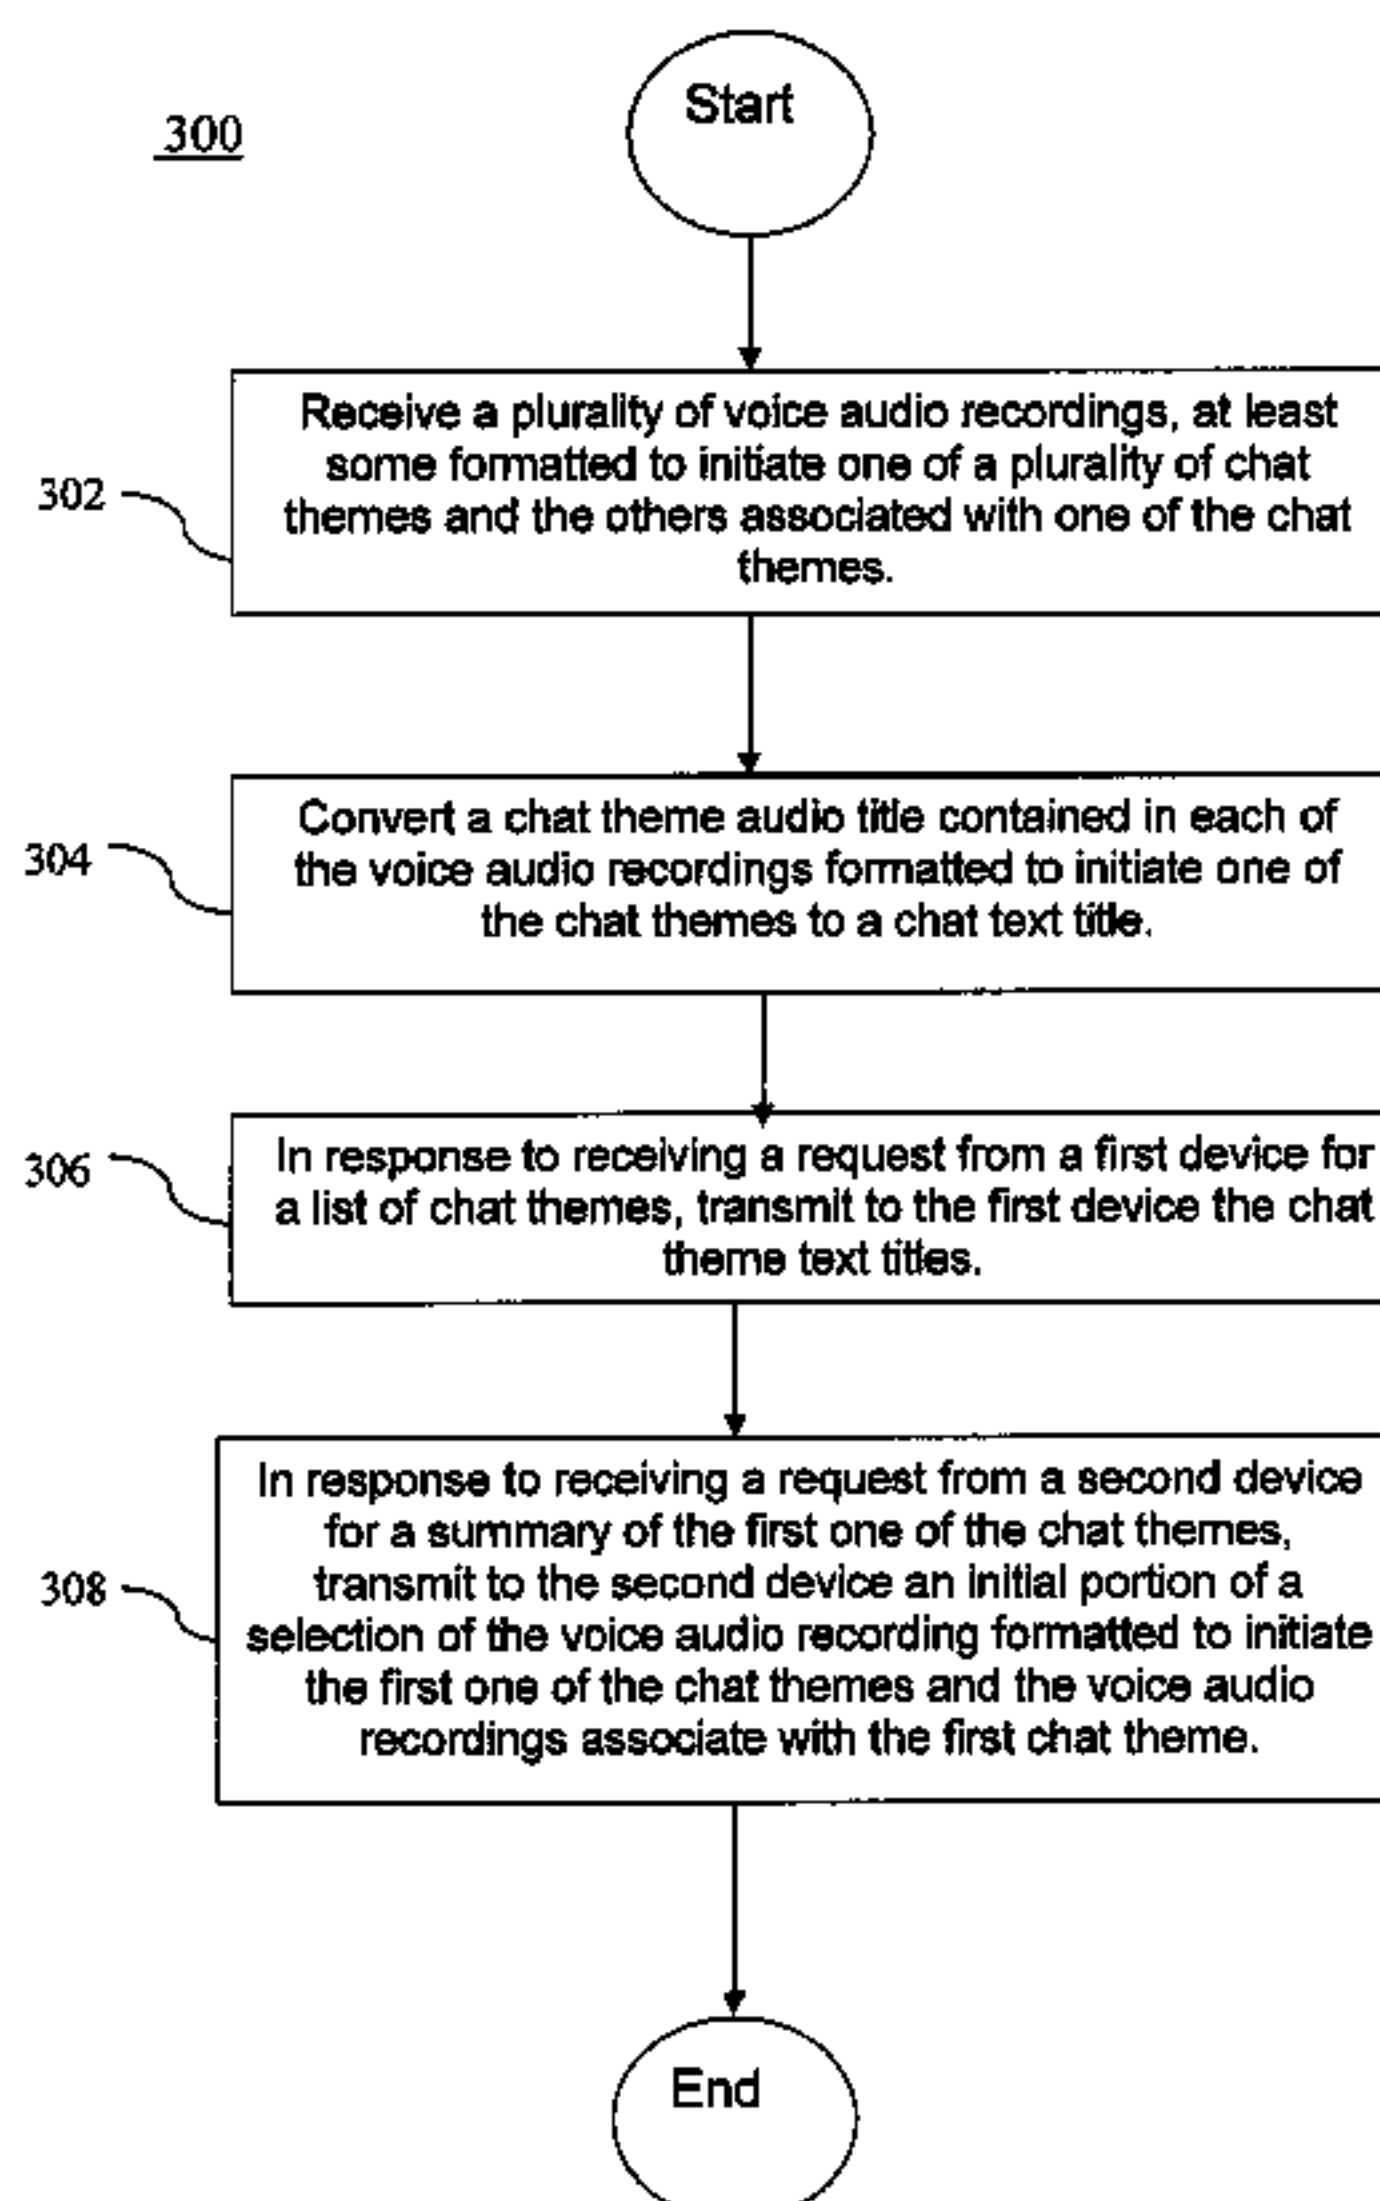 Start
300
Receive a plurality of voice audio recordings, at least
some formatted to initiate one of a plurality of chat
themes and the others associated with one of the chat
themes.
302
Convert a chat theme audio title contained in each of
the voice audio recordings formatted to initiate one of
the chat themes to a chat text title.
304
In response to receiving a request from a first device for
a list of chat themes, transmit to the first device the chat
theme text titles.
306
In response to receiving a request from a second device
for a summary of the first one of the chat themes,
transmit to the second device an initial portion of a
selection of the voice audio recording formatted to initiate
the first one of the chat themes and the voice audio
recordings associate with the first chat theme.
308
End